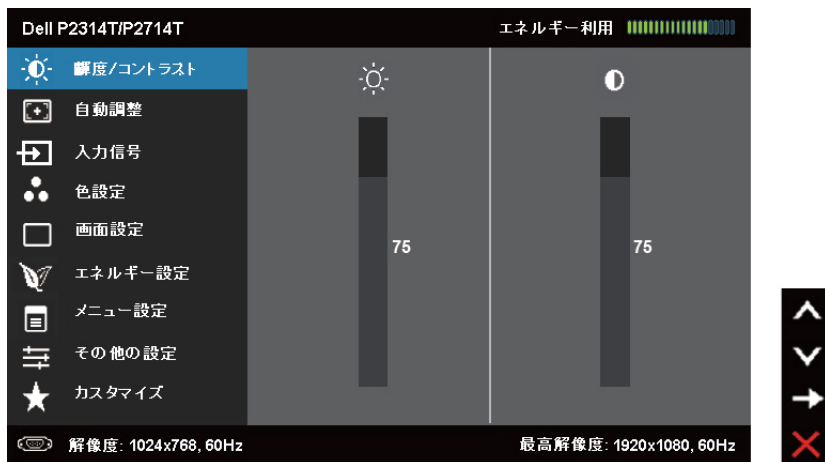 Dell P2314T/P2714T
エネルギー利用
輝度/コントラスト
自動調整
入力信号
色設定
画面設定
エネルギー設定
メニュー設定
その他の設定
カスタマイズ
75
75
解像度: 1024x768, 60Hz
最高解像度: 1920x1080, 60Hz